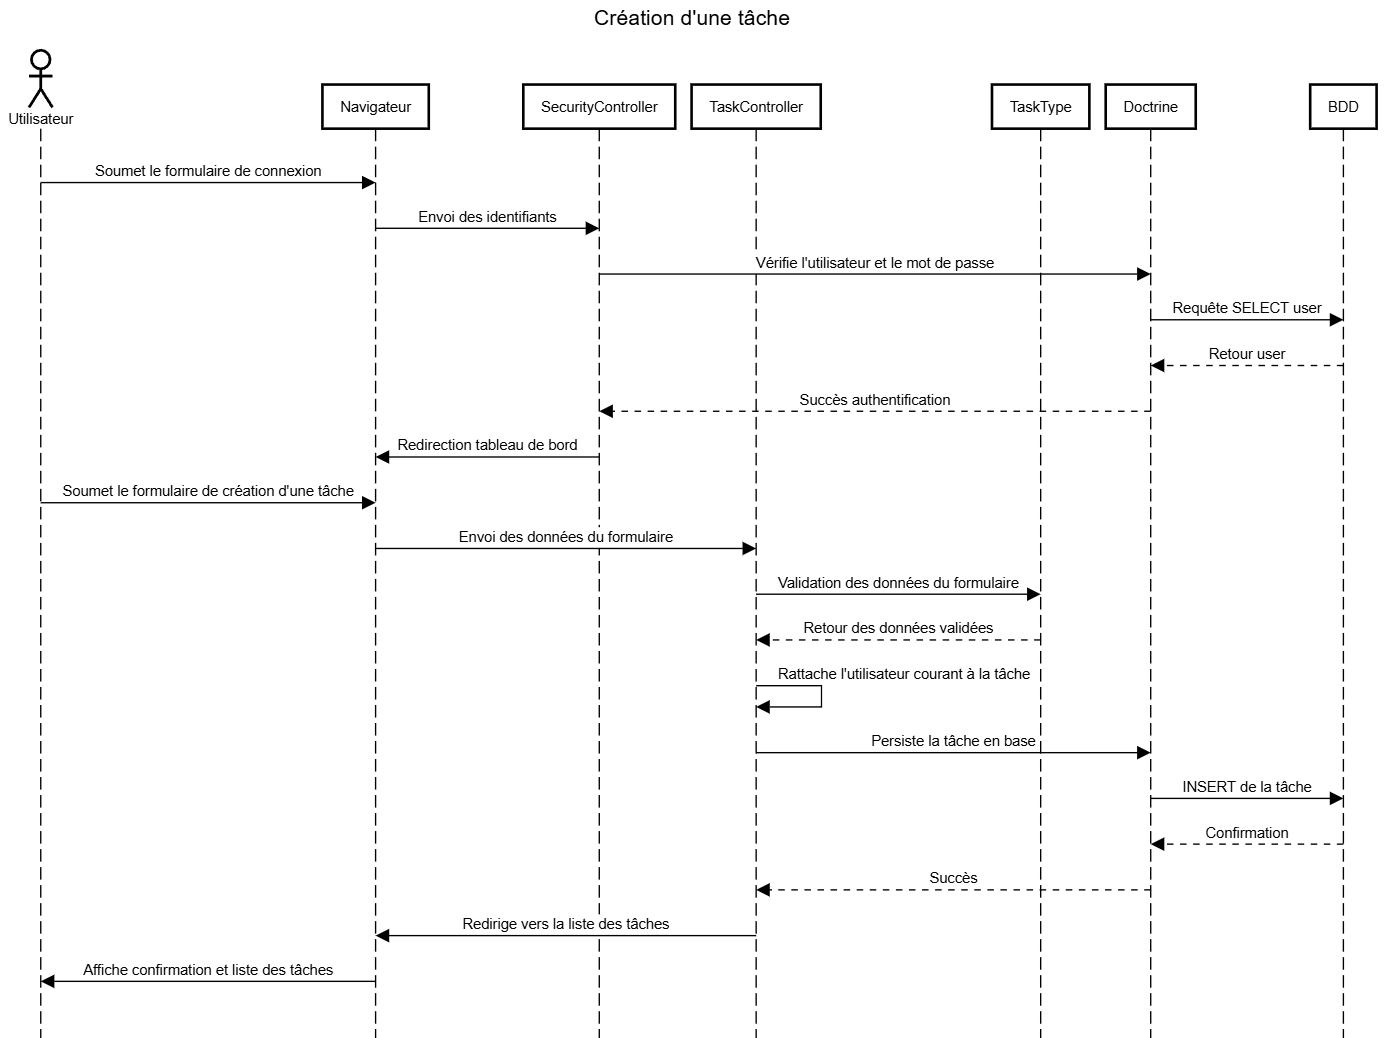 Création d'une tâche
Utilisateur
Navigateur
SecurityController
TaskController
TaskType
Doctrine
BDD
Soumet le formulaire de connexion
Envoi des identifiants
Vérifie l'utilisateur et le mot de passe
Requête SELECT user
Retour user
Succès authentification
Redirection tableau de bord
Soumet le formulaire de création d'une tâche
Envoi des données du formulaire
Validation des données du formulaire
Retour des données validées
Rattache l'utilisateur courant à la tâche
Persiste la tâche en base
INSERT de la tâche
Confirmation
Succès
Redirige vers la liste des tâches
Affiche confirmation et liste des tâches